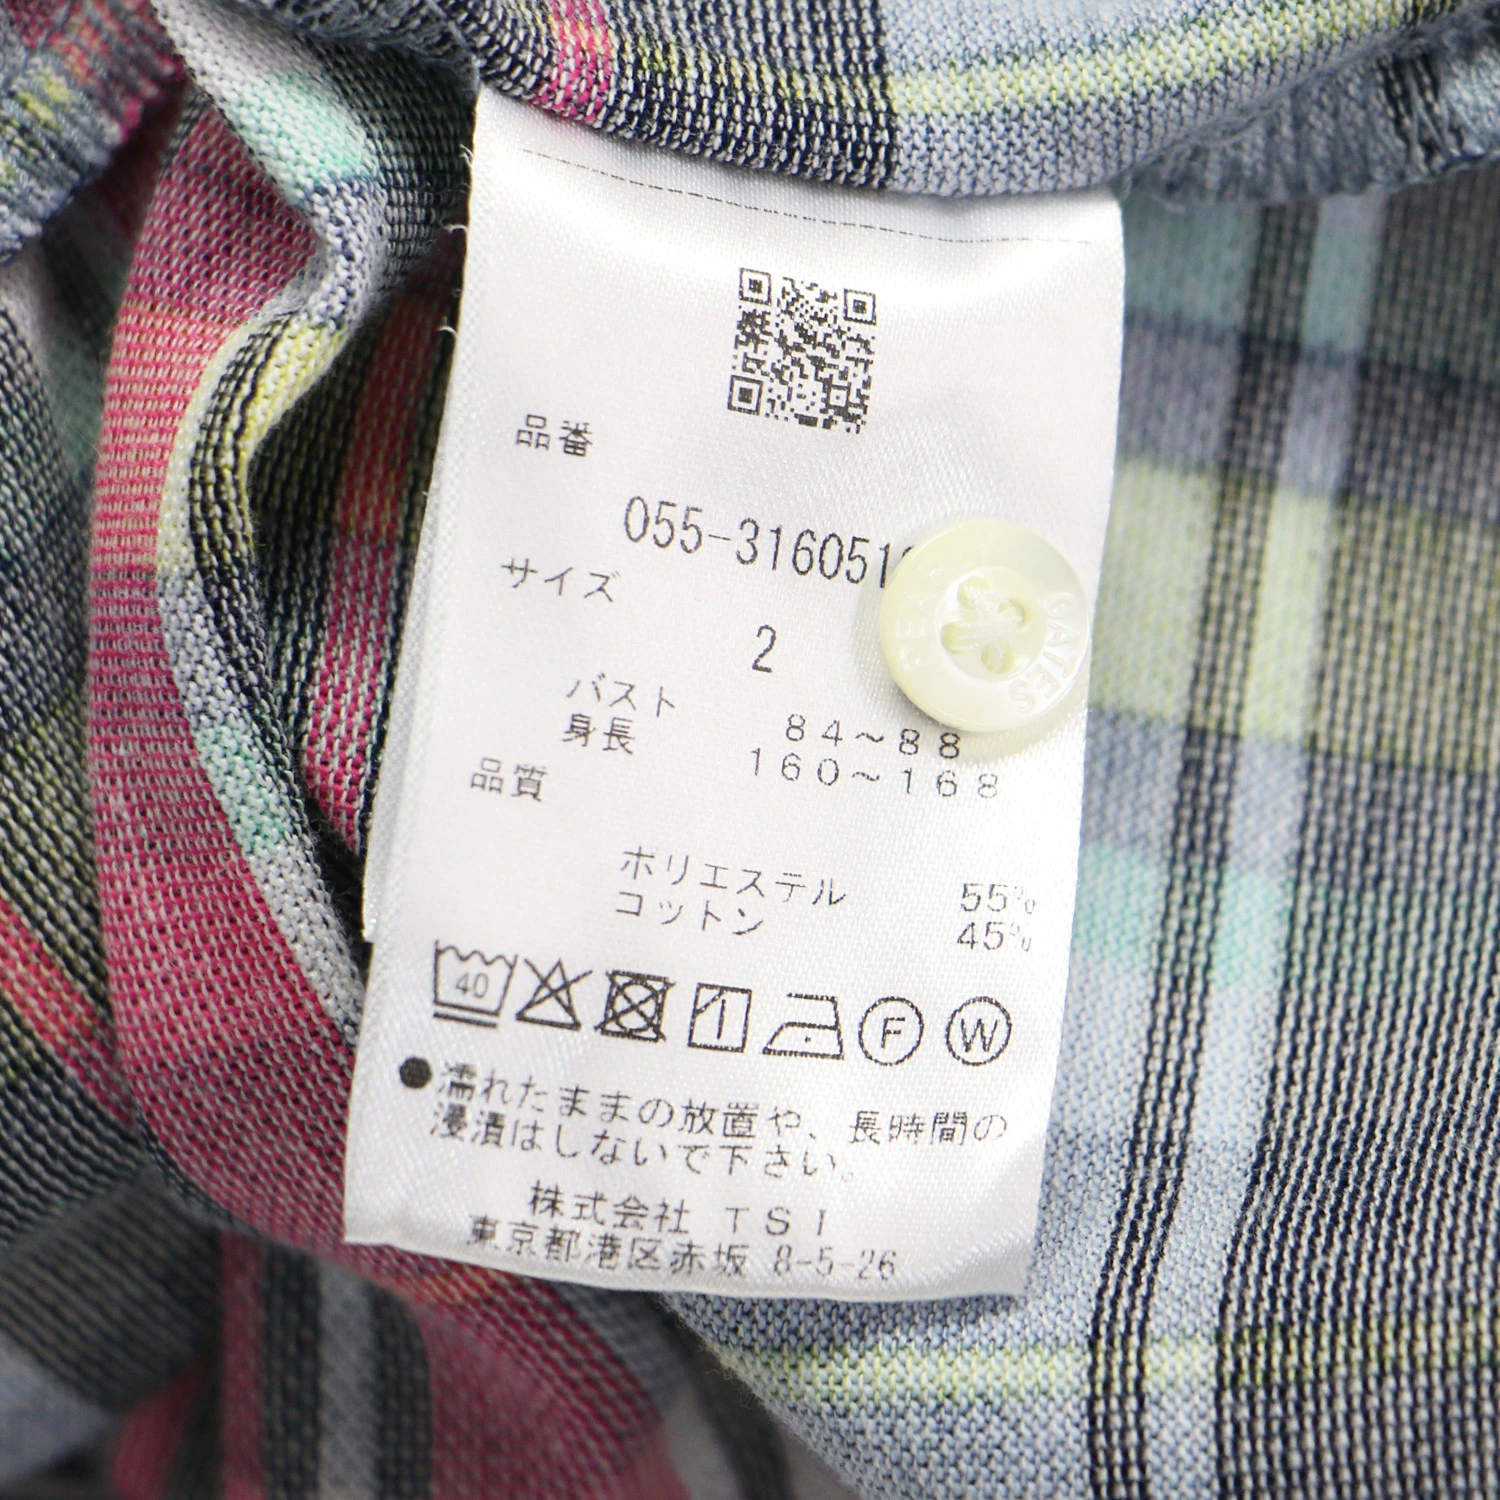 品番
055-316051
サイズ
2
バスト 84~88
身長 160~168
品質
ポリエステル 55%
コットン 45%
40
F W
●濡れたままの放置や、長時間の
浸漬はしないで下さい。
株式会社 TSI
東京都港区赤坂 8-5-26
GATES